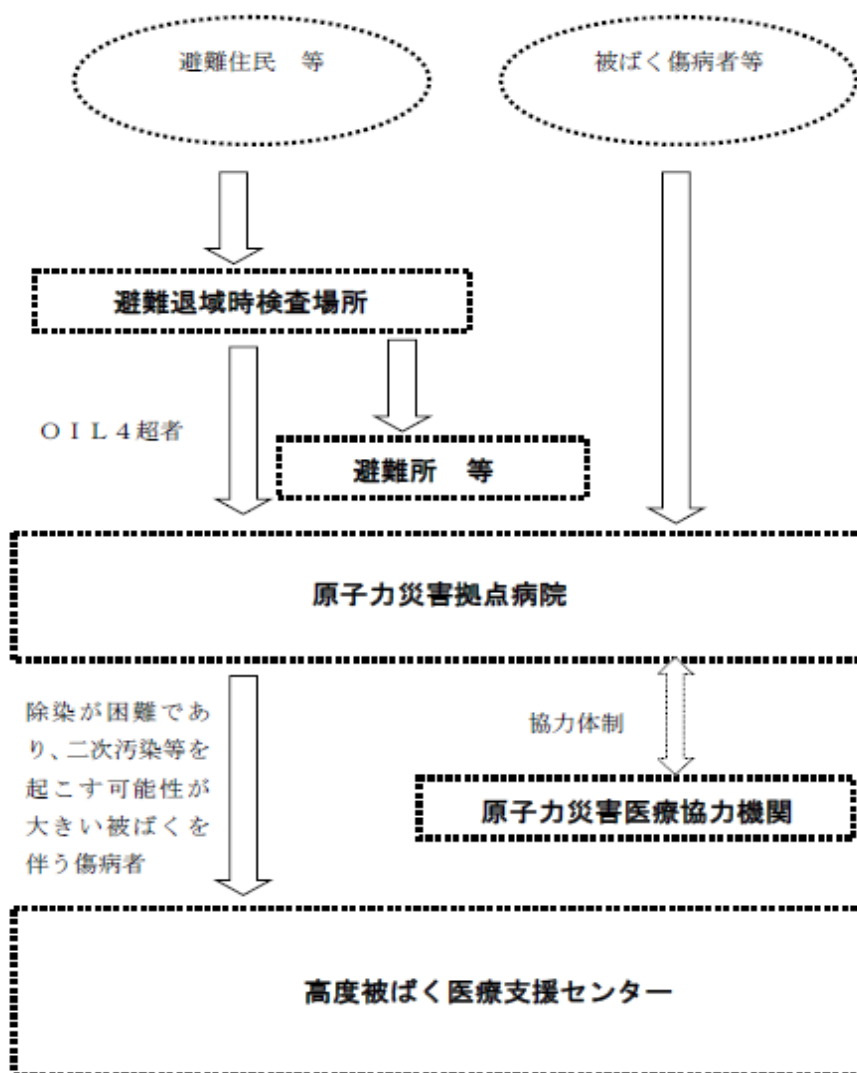 避難住民　等
被ばく傷病者等
避難退域時検査場所
ＯＩＬ４超者
避難所　等
原子力災害拠点病院
除染が困難であ
り、二次汚染等を
起こす可能性が
大きい被ばくを
伴う傷病者
協力体制
原子力災害医療協力機関
高度被ばく医療支援センター